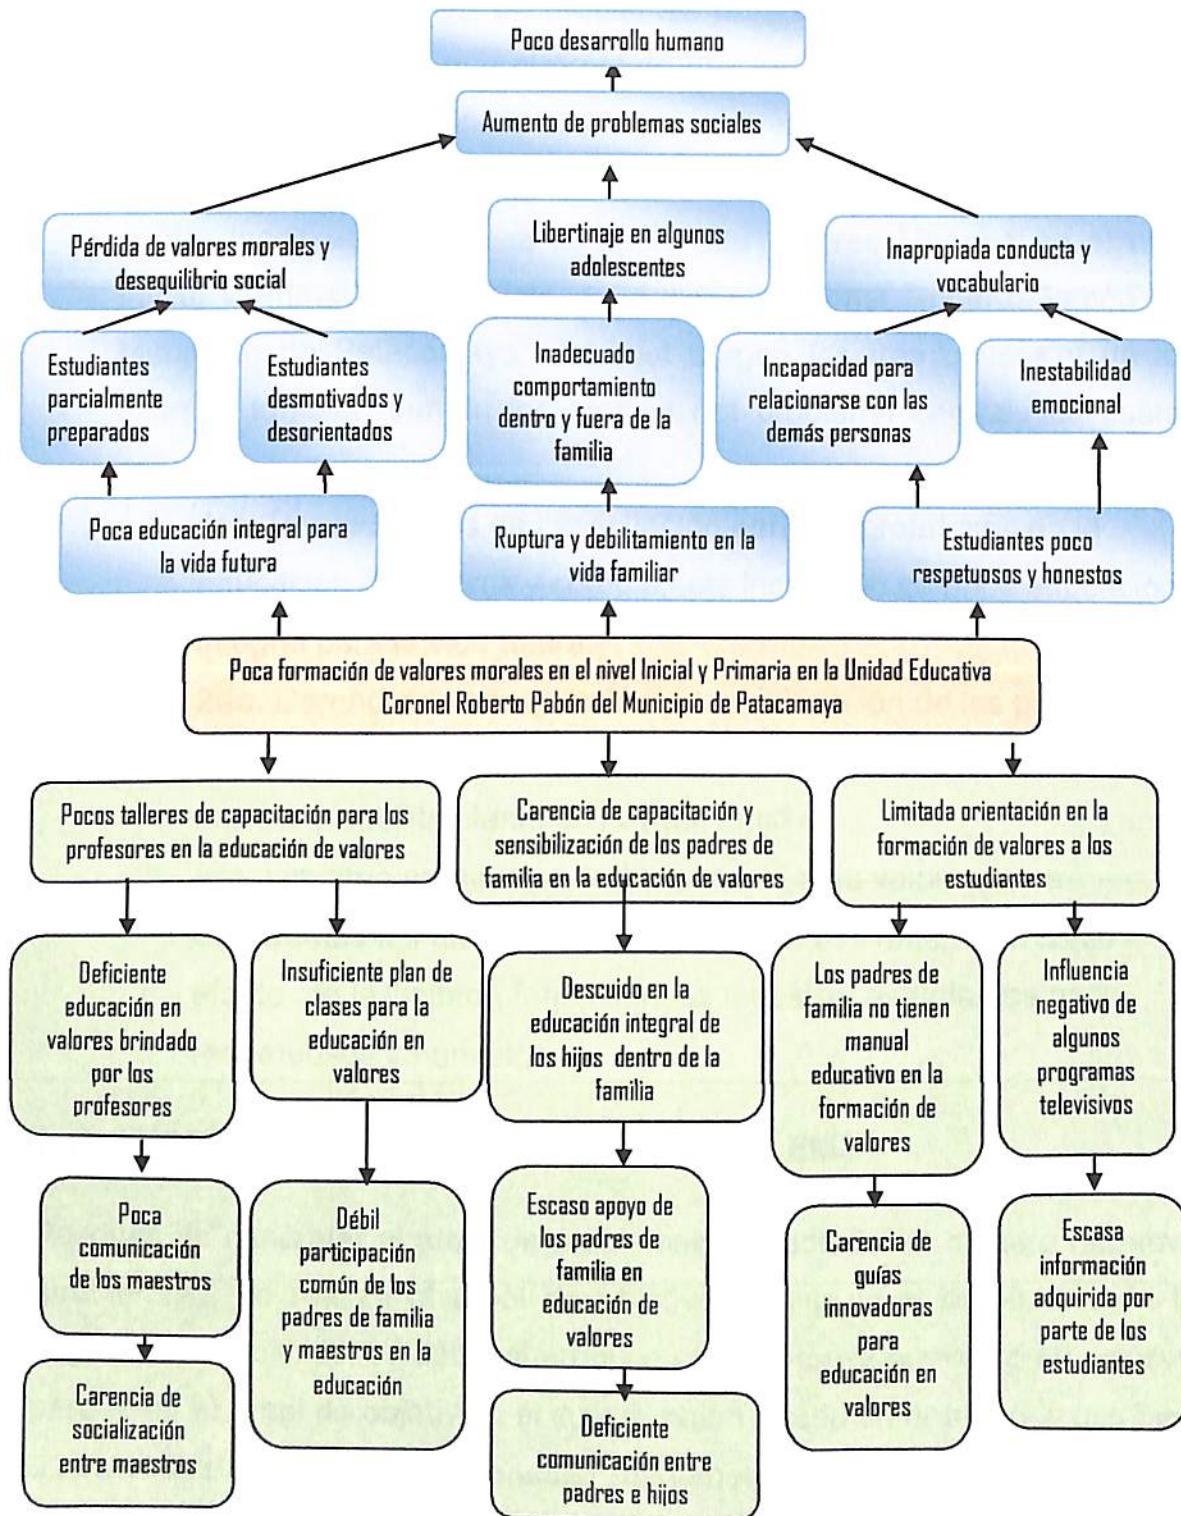 Poco desarrollo humano
Aumento de problemas sociales
Pérdida de valores morales y
desequilibrio social
Libertinaje en algunos
adolescentes
Inapropiada conducta y
vocabulario
Estudiantes
parcialmente
preparados
Estudiantes
desmotivados y
desorientados
Inadecuado
comportamiento
dentro y fuera de la
familia
Incapacidad para
relacionarse con las
demás personas
Inestabilidad
emocional
Poca educación integral para
la vida futura
Ruptura y debilitamiento en la
vida familiar
Estudiantes poco
respetuosos y honestos
Poca formación de valores morales en el nivel Inicial y Primaria en la Unidad Educativa
Coronel Roberto Pabón del Municipio de Patacamaya
Pocos talleres de capacitación para los
profesores en la educación de valores
Carencia de capacitación y
sensibilización de los padres de
familia en la educación de valores
Limitada orientación en la
formación de valores a los
estudiantes
Deficiente
educación en
valores brindado
por los
profesores
Insuficiente plan de
clases para la
educación en
valores
Descuido en la
educación integral de
los hijos dentro de la
familia
Los padres de
familia no tienen
manual
educativo en la
formación de
valores
Influencia
negativo de
algunos
programas
televisivos
Poca
comunicación
de los maestros
Débil
participación
común de los
padres de familia
y maestros en la
educación
Escaso apoyo de
los padres de
familia en
educación de
valores
Carencia de
guías
innovadoras
para
educación en
valores
Escasa
información
adquirida por
parte de los
estudiantes
Carencia de
socialización
entre maestros
Deficiente
comunicación entre
padres e hijos